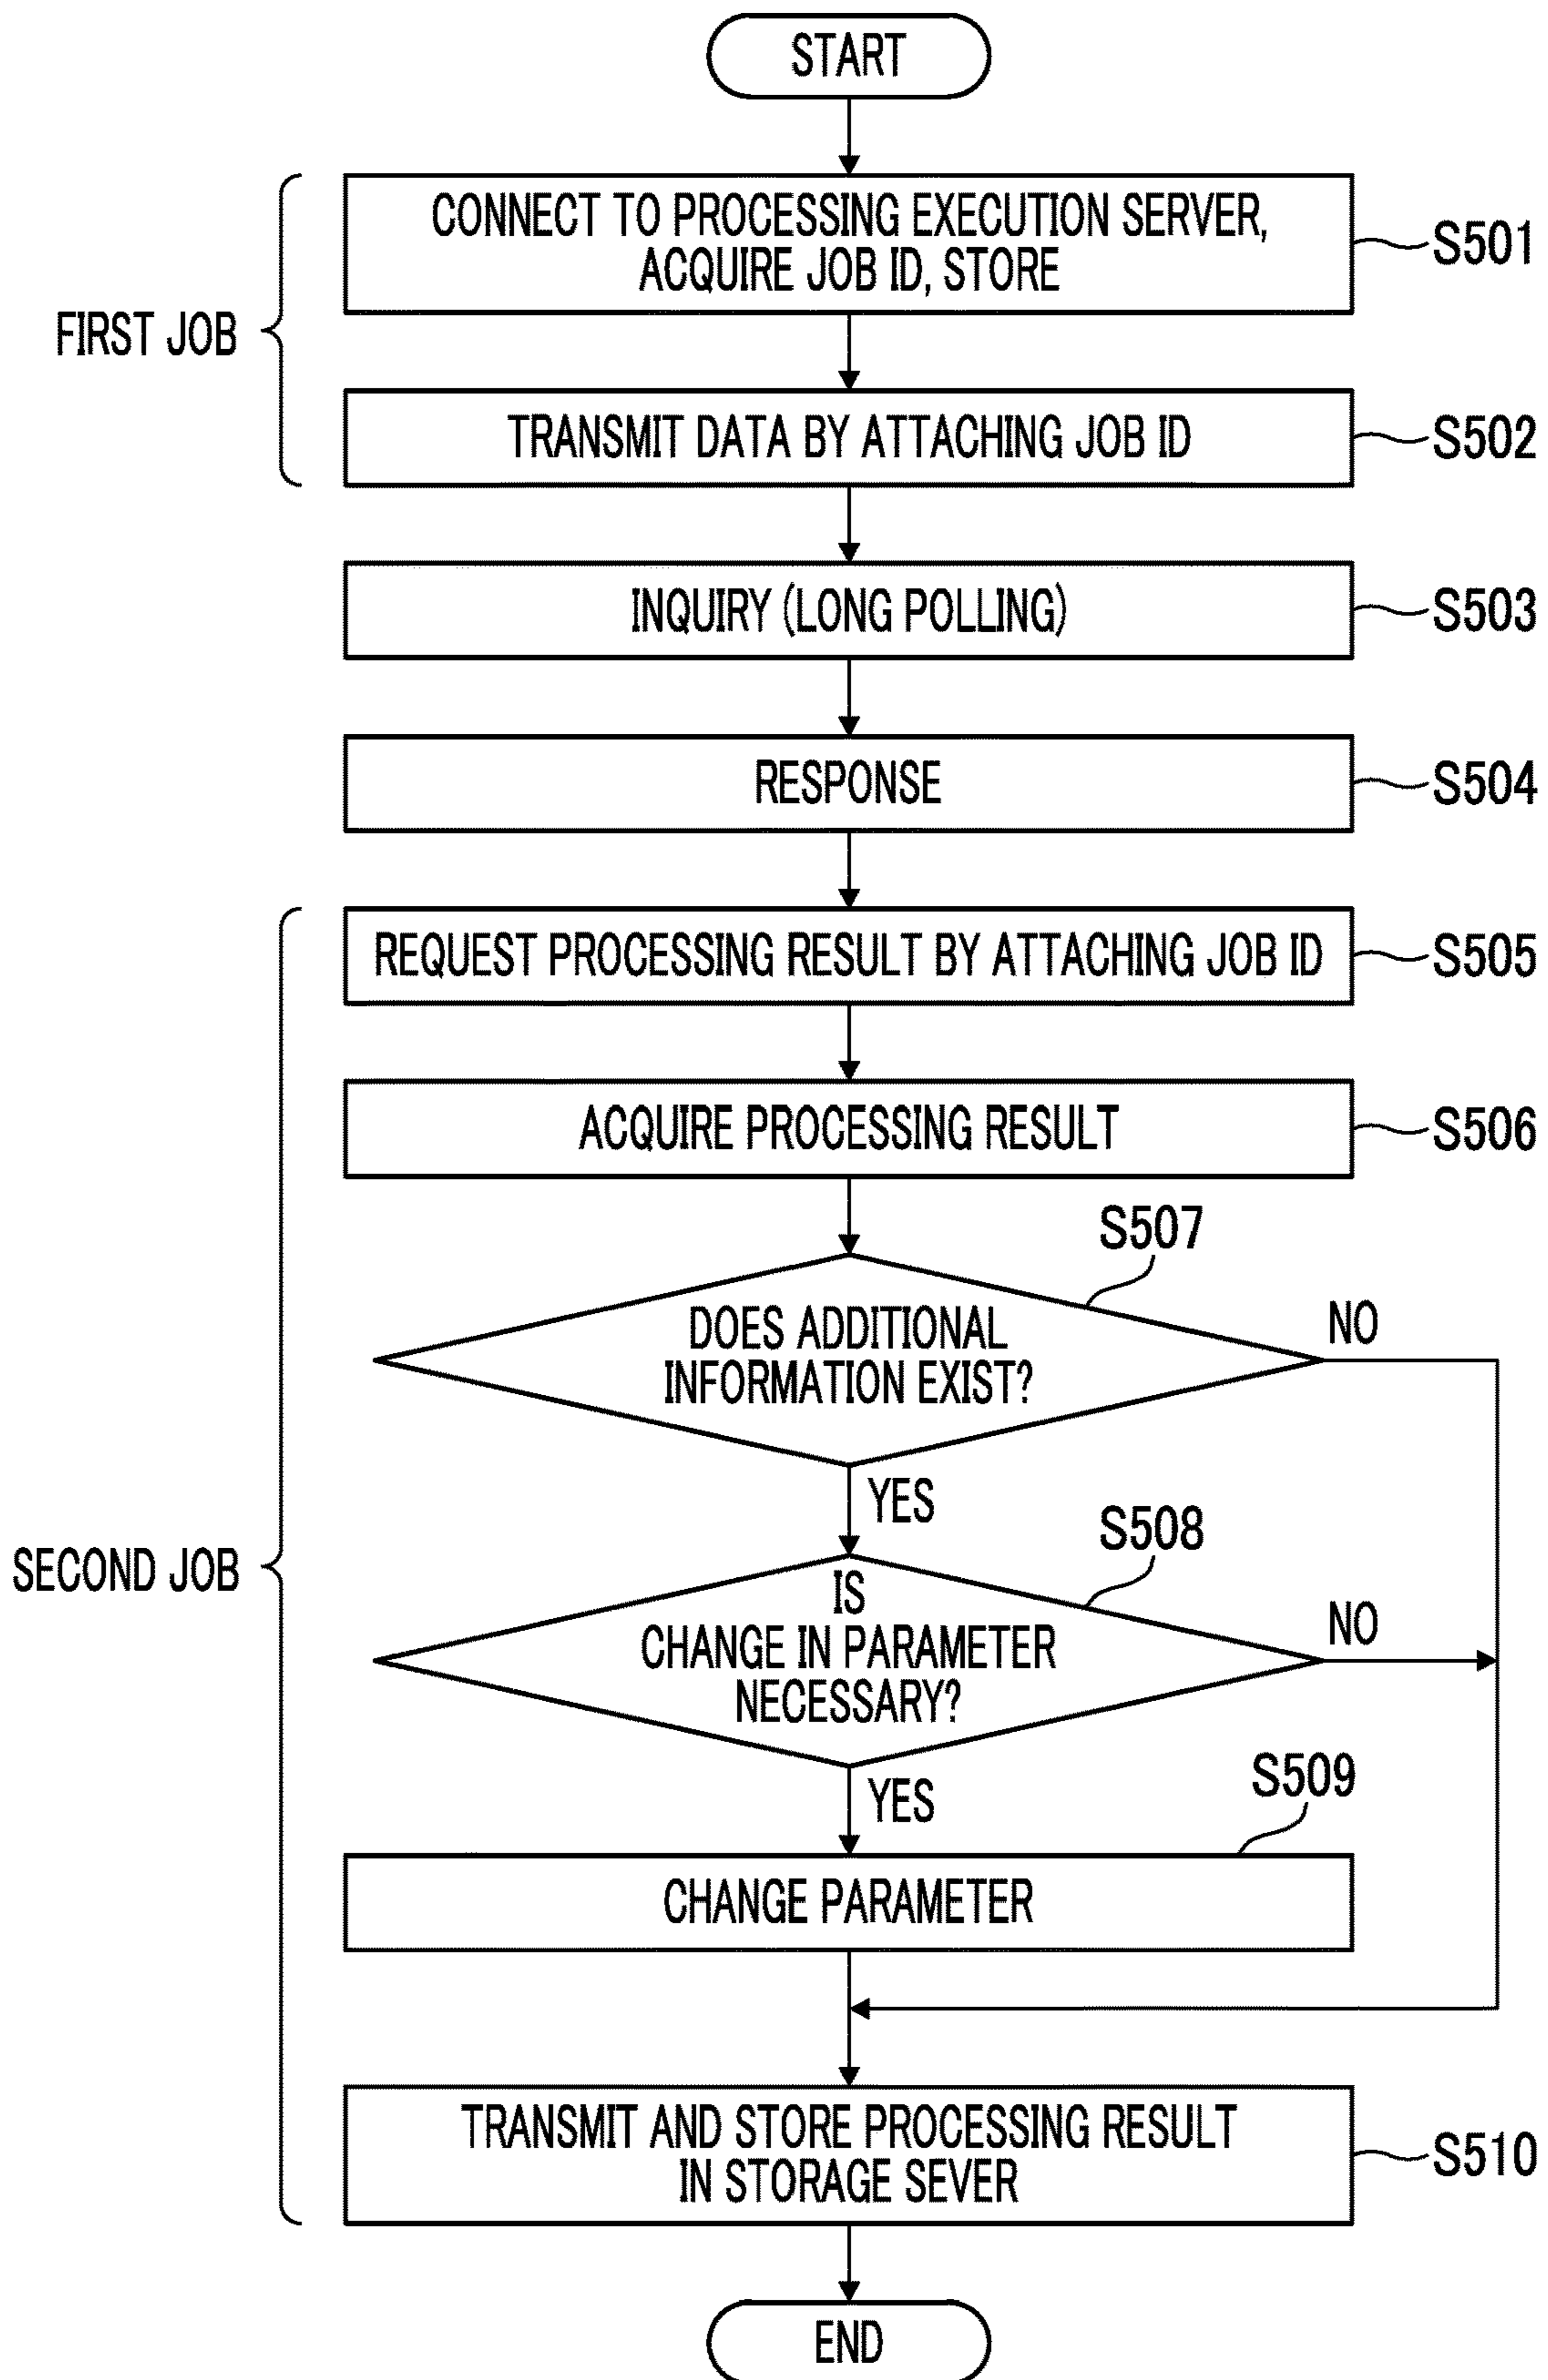 START
CONNECT TO PROCESSING EXECUTION SERVER,
ACQUIRE JOB ID, STORE
S501
FIRST JOB
TRANSMIT DATA BY ATTACHING JOB ID
S502
INQUIRY (LONG POLLING)
S503
RESPONSE
S504
REQUEST PROCESSING RESULT BY ATTACHING JOB ID
S505
ACQUIRE PROCESSING RESULT
S506
S507
DOES ADDITIONAL
INFORMATION EXIST?
NO
YES
SECOND JOB
S508
IS
CHANGE IN PARAMETER
NECESSARY?
NO
YES
S509
CHANGE PARAMETER
TRANSMIT AND STORE PROCESSING RESULT
IN STORAGE SEVER
S510
END